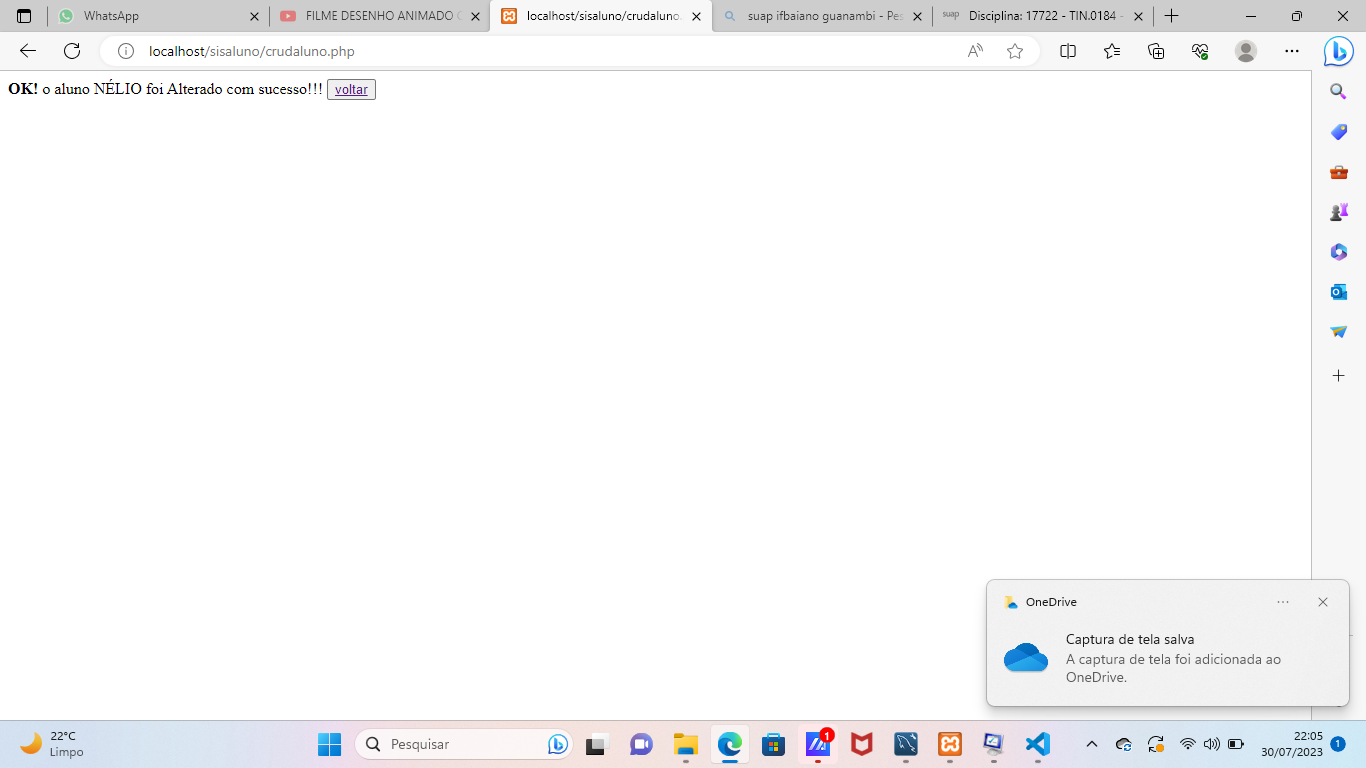 WhatsApp
FILME DESENHO ANIMADO
localhost/sisaluno/crudaluno.
suap ifbaiano guanambi - Pes
suap
Disciplina: 17722 - TIN.0184 -
localhost/sisaluno/crudaluno.php
OK! o aluno NÉLIO foi Alterado com sucesso!!! voltar
OneDrive
Captura de tela salva
A captura de tela foi adicionada ao
OneDrive.
22°C
Limpo
Pesquisar
1
22:05
30/07/2023
1